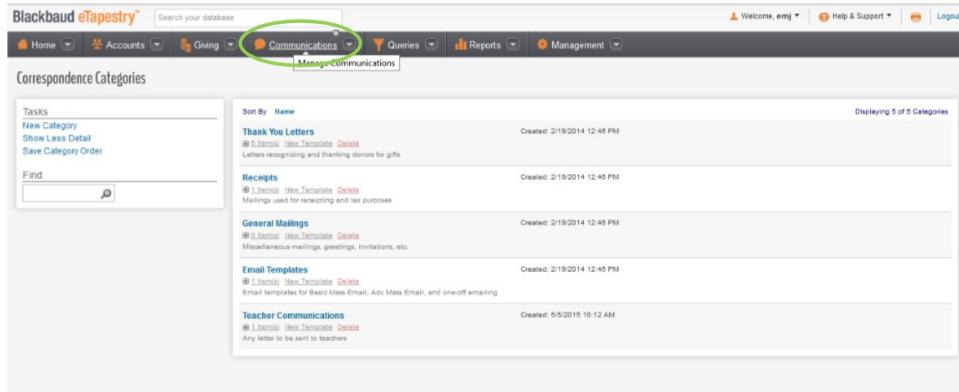 Blackbaud eTapestry™ Search your database Welcome, emj Help & Support Logou
Home Accounts Giving Communications Queries Reports Management
Manage Communications
Correspondence Categories
Tasks
New Category
Show Less Detail
Save Category Order
Find
Sort By Name Displaying 5 of 5 Categories
Thank You Letters Created: 2/19/2014 12:46 PM
5 Item(s) New Template Delete
Letters recognizing and thanking donors for gifts
Receipts Created: 2/19/2014 12:46 PM
1 Item(s) New Template Delete
Mailings used for receipting and tax purposes
General Mailings Created: 2/19/2014 12:46 PM
0 Item(s) New Template Delete
Miscellaneous mailings, greetings, invitations, etc.
Email Templates Created: 2/19/2014 12:46 PM
1 Item(s) New Template Delete
Email templates for Basic Mass Email, Adv Mass Email, and one-off emailing
Teacher Communications Created: 5/5/2016 10:12 AM
1 Item(s) New Template Delete
Any letter to be sent to teachers